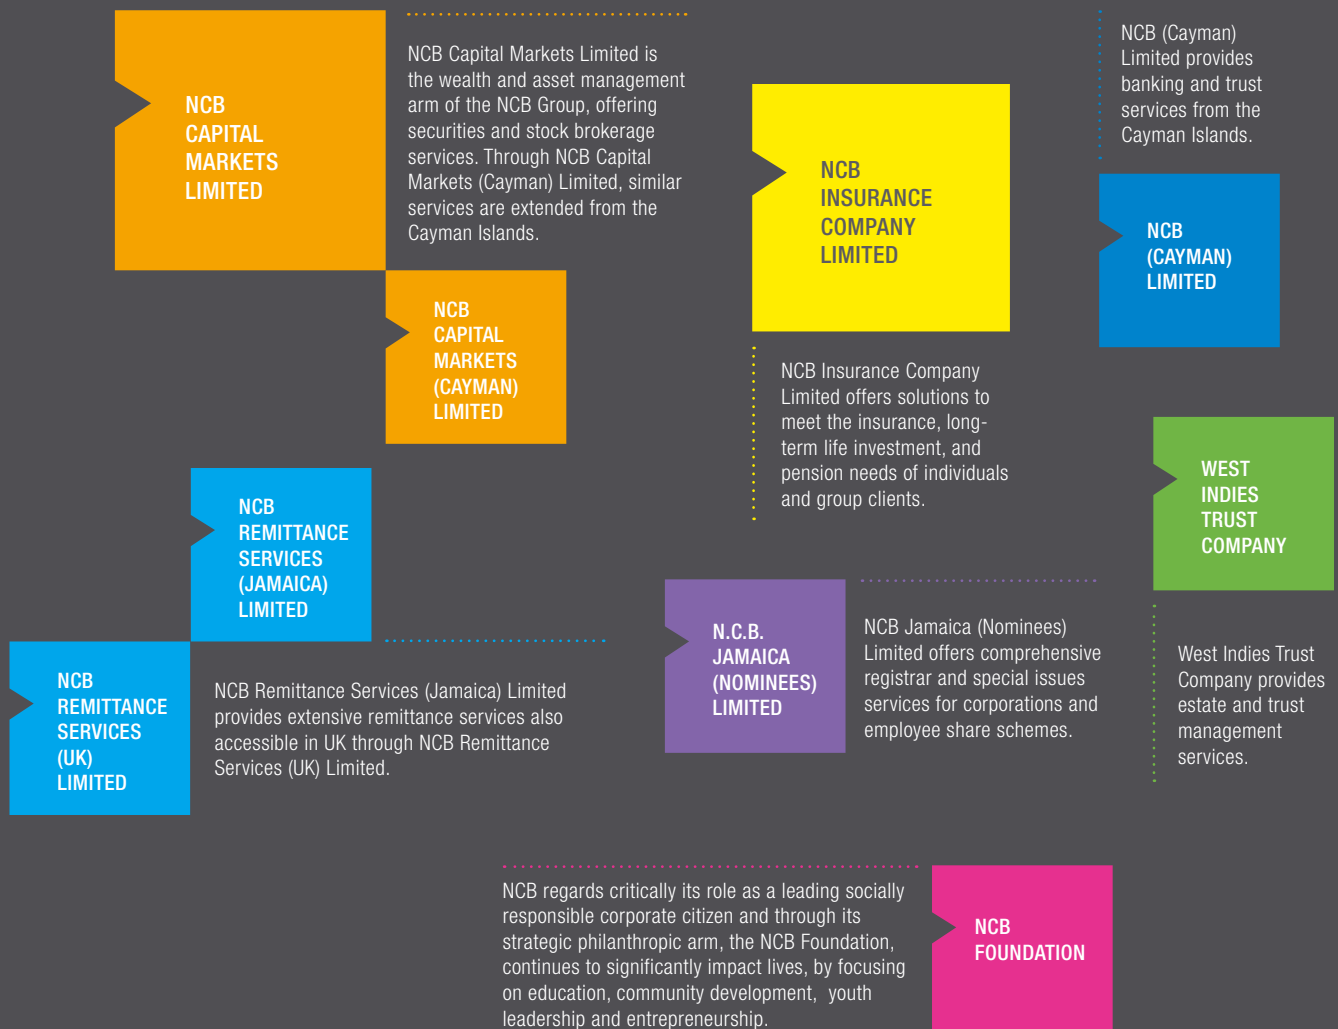 NCB
CAPITAL
MARKETS
LIMITED
NCB Capital Markets Limited is
the wealth and asset management
arm of the NCB Group, offering
securities and stock brokerage
services. Through NCB Capital
Markets (Cayman) Limited, similar
services are extended from the
Cayman Islands.
NCB
CAPITAL
MARKETS
(CAYMAN)
LIMITED
NCB
INSURANCE
COMPANY
LIMITED
NCB Insurance Company
Limited offers solutions to
meet the insurance, long-
term life investment, and
pension needs of individuals
and group clients.
NCB (Cayman)
Limited provides
banking and trust
services from the
Cayman Islands.
NCB
(CAYMAN)
LIMITED
WEST
INDIES
TRUST
COMPANY
West Indies Trust
Company provides
estate and trust
management
services.
NCB
REMITTANCE
SERVICES
(JAMAICA)
LIMITED
NCB
REMITTANCE
SERVICES
(UK)
LIMITED
NCB Remittance Services (Jamaica) Limited
provides extensive remittance services also
accessible in UK through NCB Remittance
Services (UK) Limited.
N.C.B.
JAMAICA
(NOMINEES)
LIMITED
NCB Jamaica (Nominees)
Limited offers comprehensive
registrar and special issues
services for corporations and
employee share schemes.
NCB regards critically its role as a leading socially
responsible corporate citizen and through its
strategic philanthropic arm, the NCB Foundation,
continues to significantly impact lives, by focusing
on education, community development,  youth
leadership and entrepreneurship.
NCB
FOUNDATION